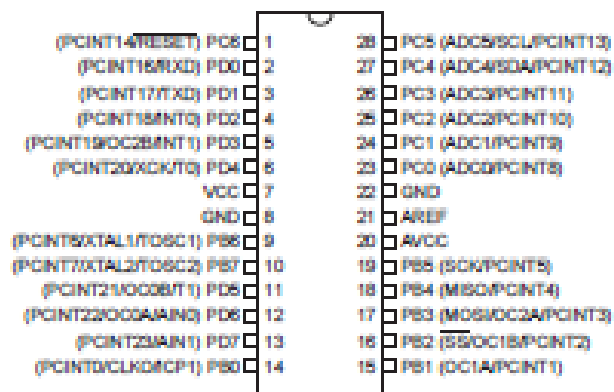 (PCINT14/RESET) PC6 1 28 PC5 (ADC5/SCL/PCINT13)
(PCINT16/RXD) PD0 2 27 PC4 (ADC4/SDA/PCINT12)
(PCINT17/TXD) PD1 3 26 PC3 (ADC3/PCINT11)
(PCINT18/INT0) PD2 4 25 PC2 (ADC2/PCINT10)
(PCINT19/OC2B/INT1) PD3 5 24 PC1 (ADC1/PCINT9)
(PCINT20/XCK/T0) PD4 6 23 PC0 (ADC0/PCINT8)
VCC 7 22 GND
GND 8 21 AREF
(PCINT6/XTAL1/TOSC1) PB6 9 20 AVCC
(PCINT7/XTAL2/TOSC2) PB7 10 19 PB5 (SCK/PCINT5)
(PCINT21/OC0B/T1) PD5 11 18 PB4 (MISO/PCINT4)
(PCINT22/OC0A/AIN0) PD6 12 17 PB3 (MOSI/OC2A/PCINT3)
(PCINT23/AIN1) PD7 13 16 PB2 (SS/OC1B/PCINT2)
(PCINT0/CLKO/ICP1) PB0 14 15 PB1 (OC1A/PCINT1)